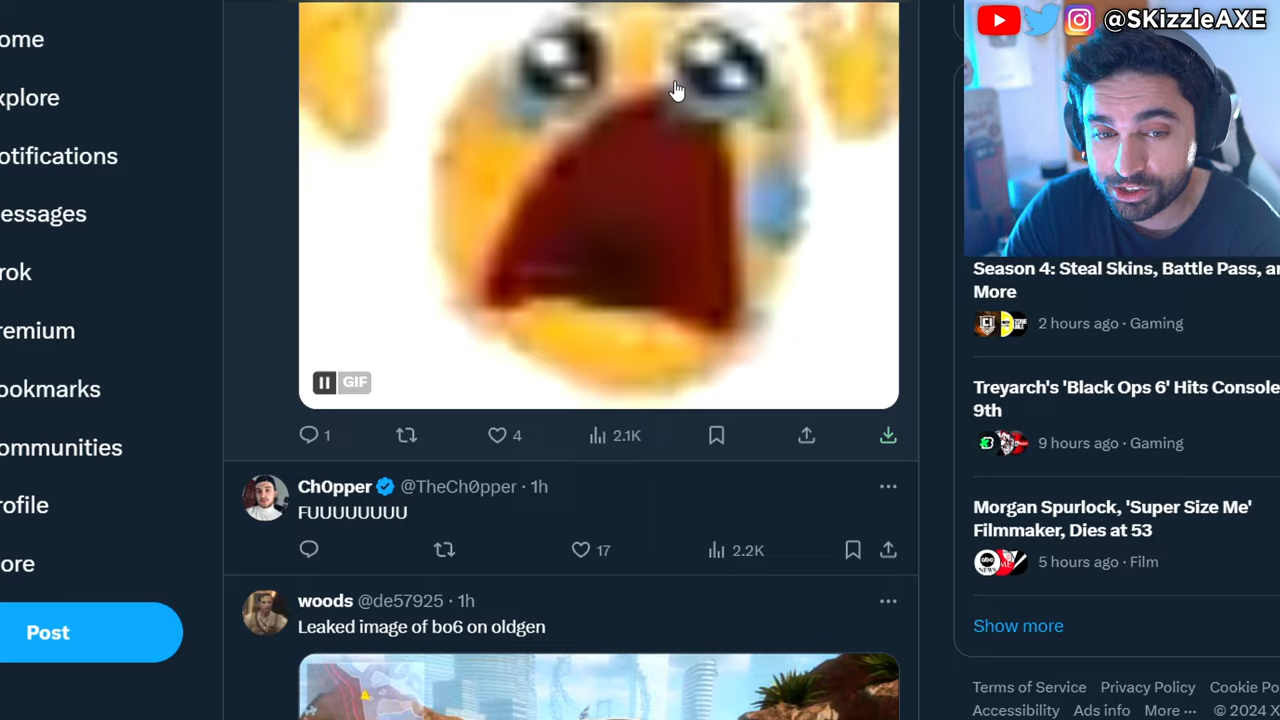 @SKizzleAXE
ome
xplore
otifications
essages
rok
remium
ookmarks
ommunities
rofile
ore
Post
GIF
1
4
2.1K
Ch0pper @TheCh0pper · 1h
FUUUUUUUU
17
2.2K
woods @de57925 · 1h
Leaked image of bo6 on oldgen
Season 4: Steal Skins, Battle Pass, an
More
2 hours ago · Gaming
Treyarch's 'Black Ops 6' Hits Console
9th
9 hours ago · Gaming
Morgan Spurlock, 'Super Size Me'
Filmmaker, Dies at 53
5 hours ago · Film
Show more
Terms of Service Privacy Policy Cookie Po
Accessibility Ads info More ··· © 2024 X